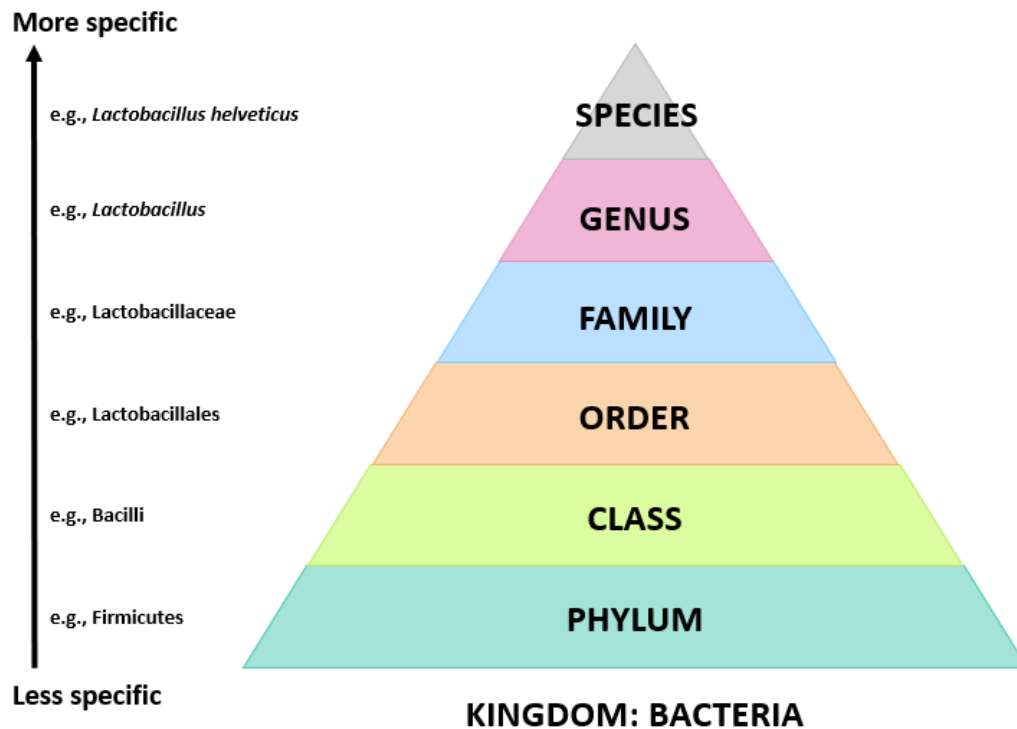 More specific
e.g., Lactobacillus helveticus
SPECIES
e.g., Lactobacillus
GENUS
e.g., Lactobacillaceae
FAMILY
e.g., Lactobacillales
ORDER
e.g., Bacilli
CLASS
e.g., Firmicutes
PHYLUM
Less specific
KINGDOM: BACTERIA